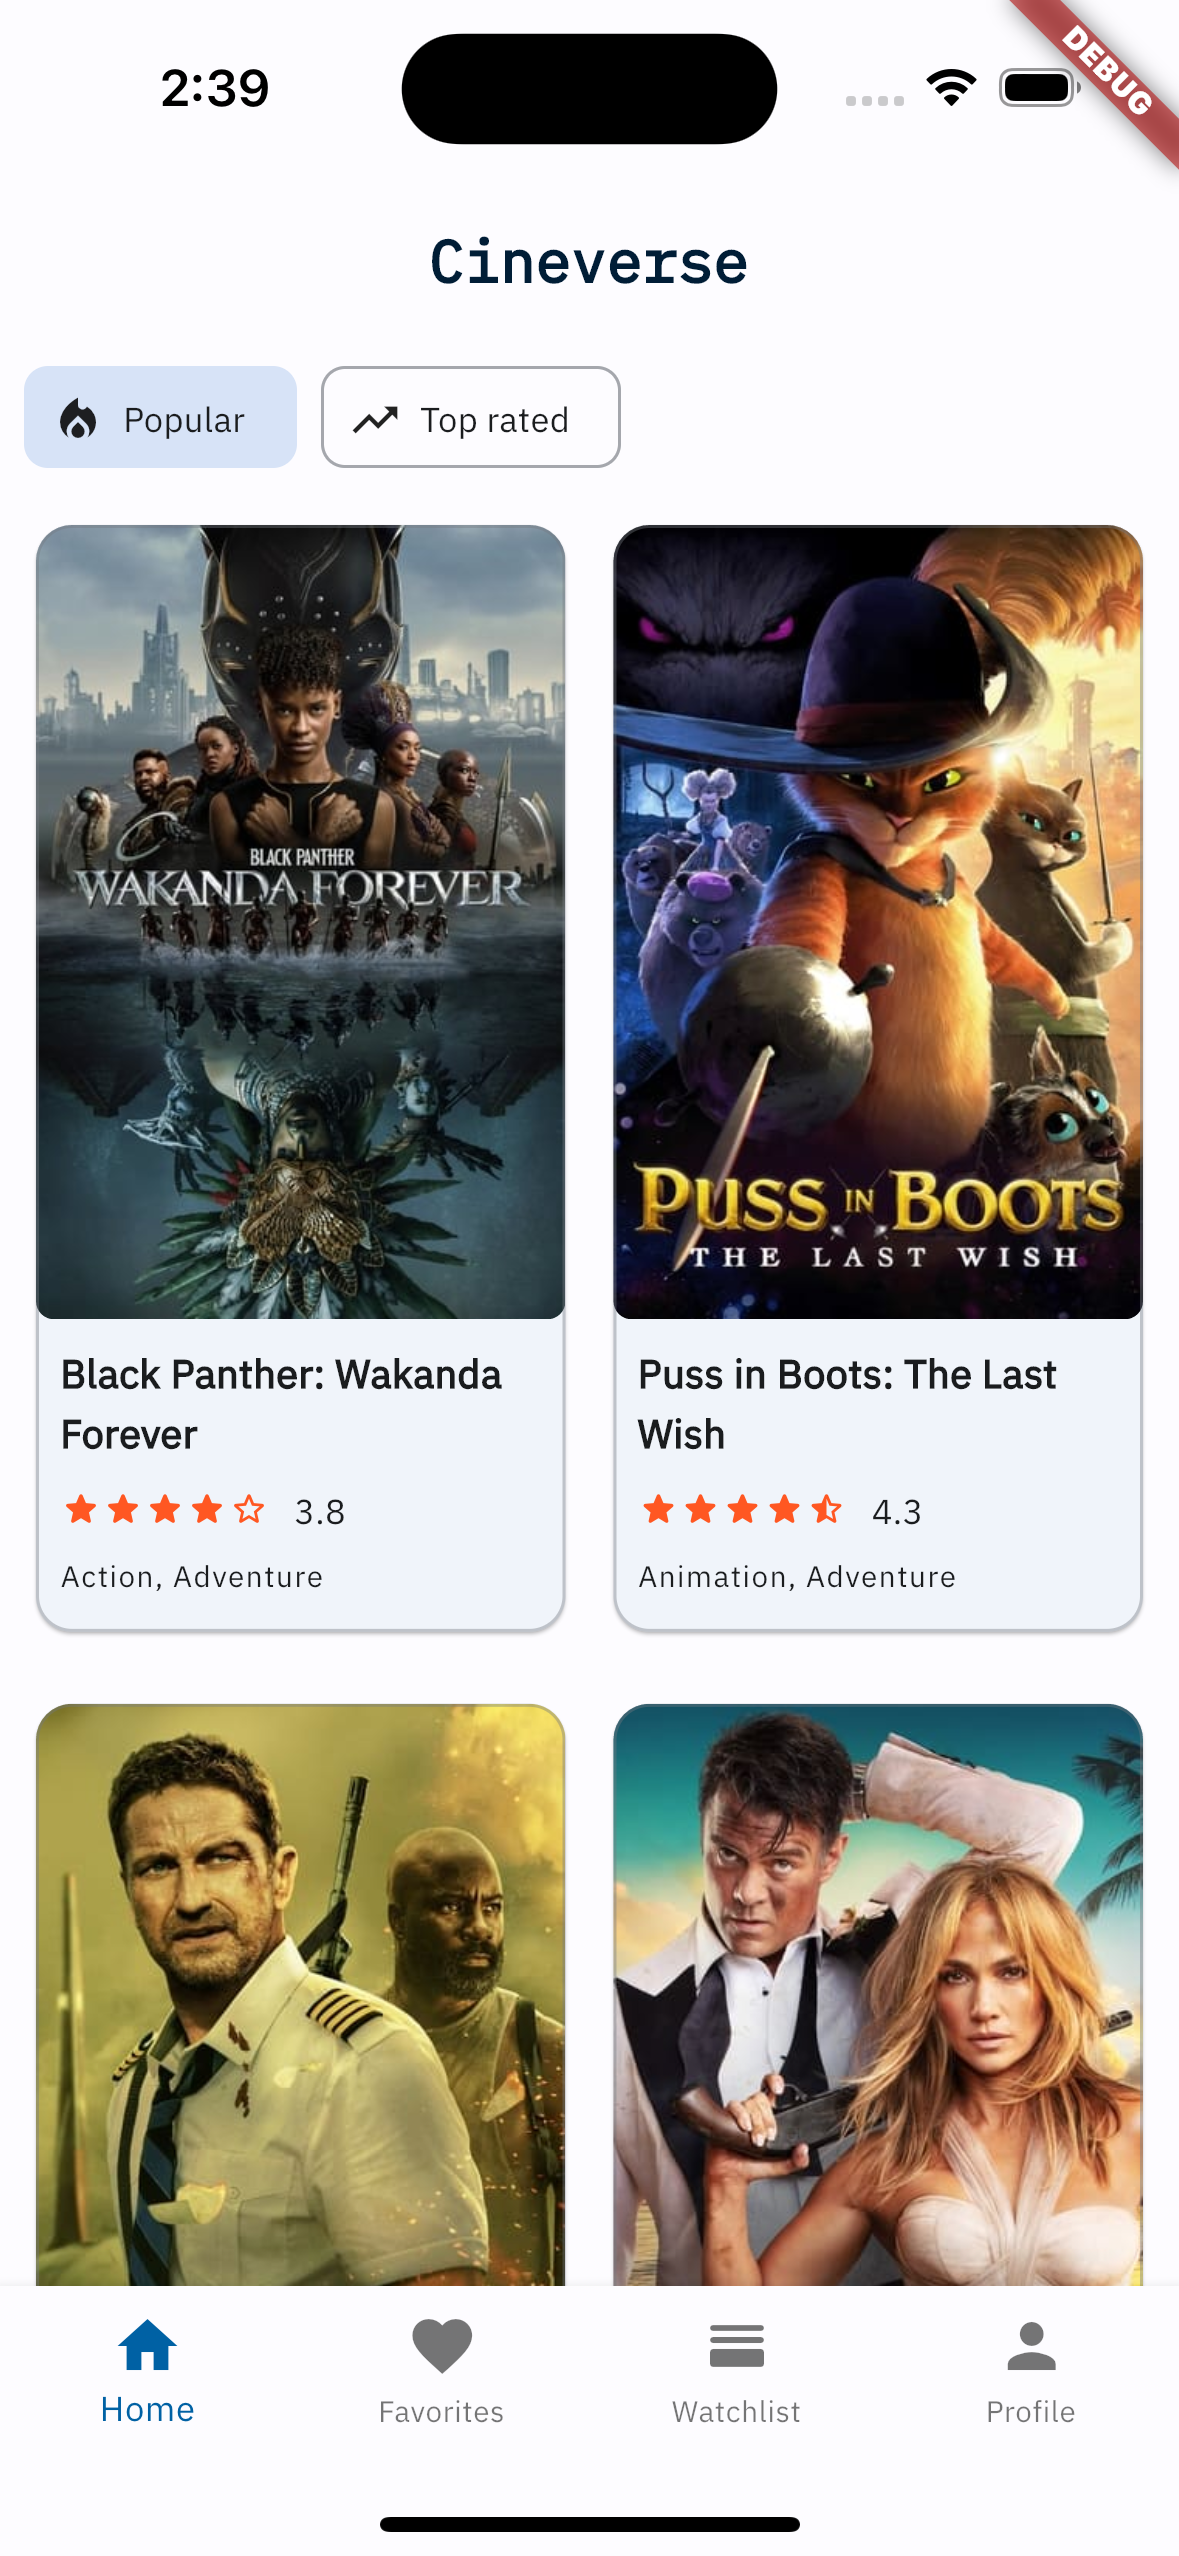 2:39
DEBUG
Cineverse
Popular
Top rated
BLACK PANTHER
WAKANDA FOREVER
PUSS IN BOOTS
THE LAST WISH
Black Panther: Wakanda
Forever
3.8
Action, Adventure
Puss in Boots: The Last
Wish
4.3
Animation, Adventure
Home
Favorites
Watchlist
Profile